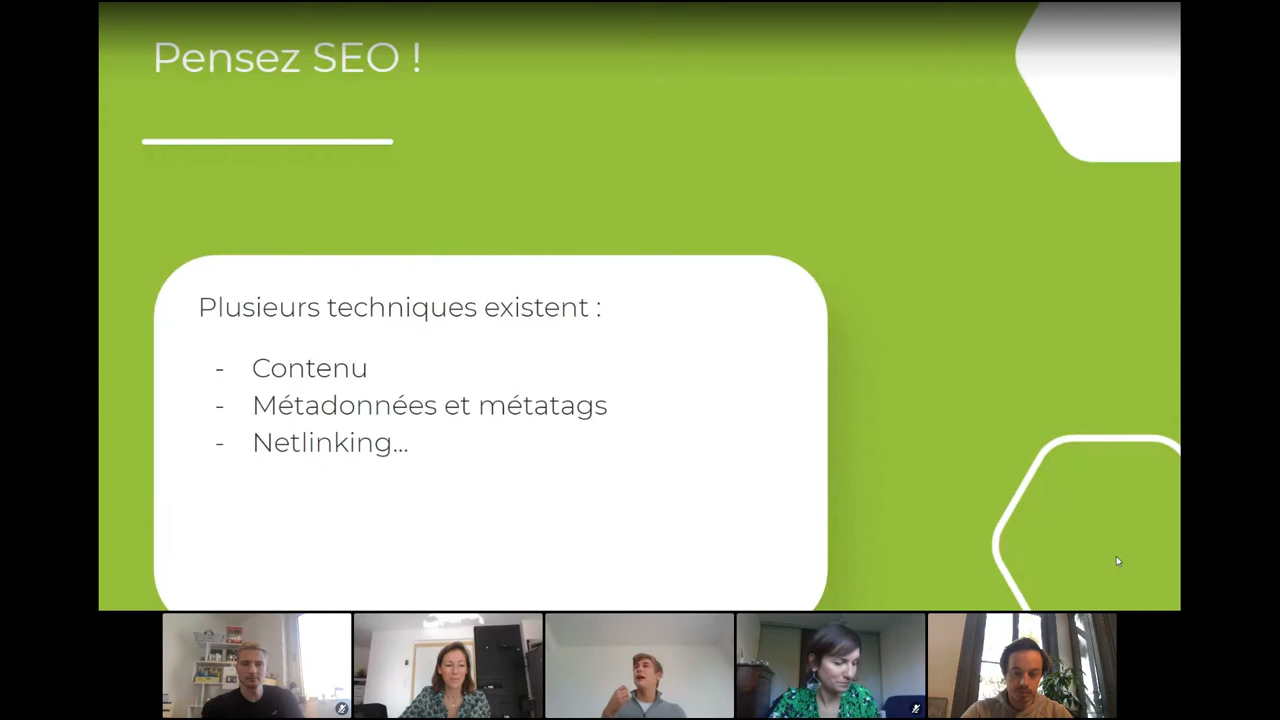 Pensez SEO !
Plusieurs techniques existent :
- Contenu
- Métadonnées et métatags
- Netlinking...